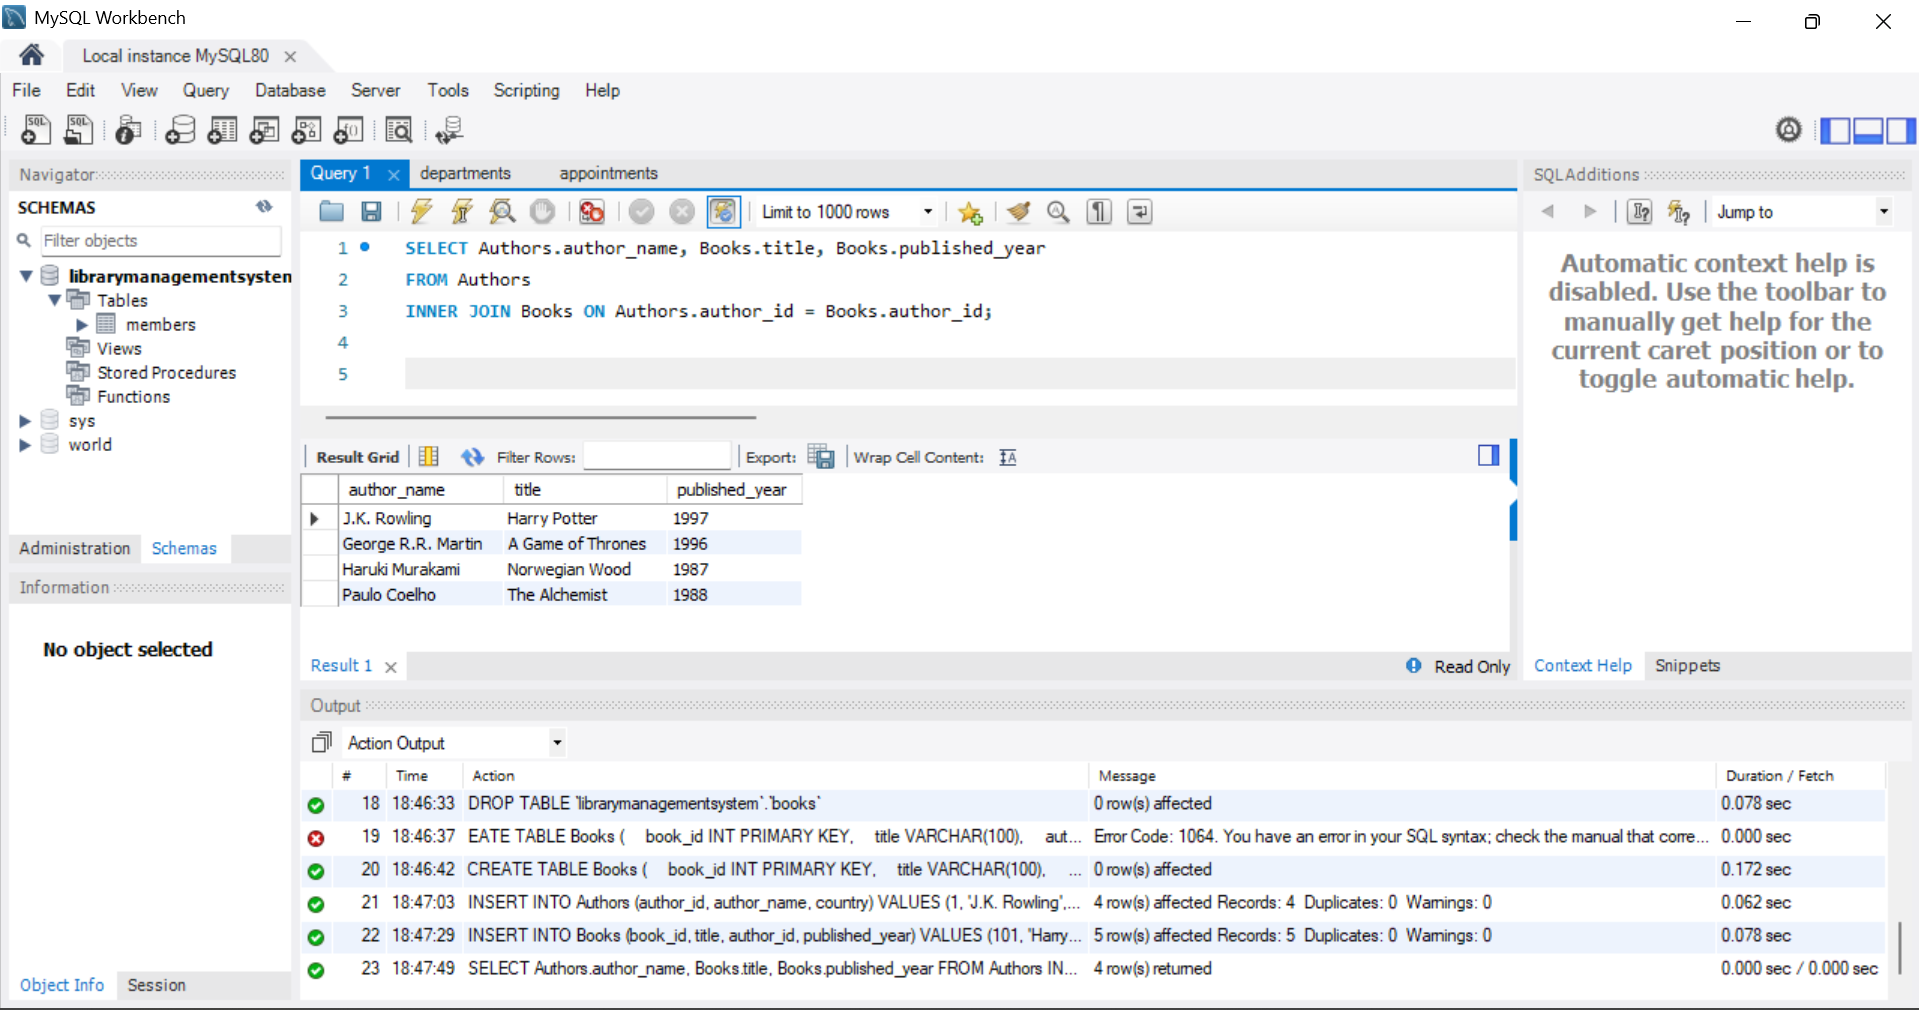 MySQL Workbench
Local instance MySQL80
File Edit View Query Database Server Tools Scripting Help
Navigator
SCHEMAS
Filter objects
librarymanagementsysten
Tables
members
Views
Stored Procedures
Functions
sys
world
Administration Schemas
Information
No object selected
Object Info Session
Query 1 departments appointments
Limit to 1000 rows
1 SELECT Authors.author_name, Books.title, Books.published_year
2 FROM Authors
3 INNER JOIN Books ON Authors.author_id = Books.author_id;
4
5
Result Grid Filter Rows: Export: Wrap Cell Content:
author_name title published_year
J.K. Rowling Harry Potter 1997
George R.R. Martin A Game of Thrones 1996
Haruki Murakami Norwegian Wood 1987
Paulo Coelho The Alchemist 1988
Result 1 Read Only
SQLAdditions
Jump to
Automatic context help is
disabled. Use the toolbar to
manually get help for the
current caret position or to
toggle automatic help.
Context Help Snippets
Output
Action Output
# Time Action Message Duration / Fetch
18 18:46:33 DROP TABLE `librarymanagementsystem`.`books` 0 row(s) affected 0.078 sec
19 18:46:37 EATE TABLE Books ( book_id INT PRIMARY KEY, title VARCHAR(100), aut... Error Code: 1064. You have an error in your SQL syntax; check the manual that corre... 0.000 sec
20 18:46:42 CREATE TABLE Books ( book_id INT PRIMARY KEY, title VARCHAR(100), ... 0 row(s) affected 0.172 sec
21 18:47:03 INSERT INTO Authors (author_id, author_name, country) VALUES (1, 'J.K. Rowling',... 4 row(s) affected Records: 4 Duplicates: 0 Warnings: 0 0.062 sec
22 18:47:29 INSERT INTO Books (book_id, title, author_id, published_year) VALUES (101, 'Harry... 5 row(s) affected Records: 5 Duplicates: 0 Warnings: 0 0.078 sec
23 18:47:49 SELECT Authors.author_name, Books.title, Books.published_year FROM Authors IN... 4 row(s) returned 0.000 sec / 0.000 sec